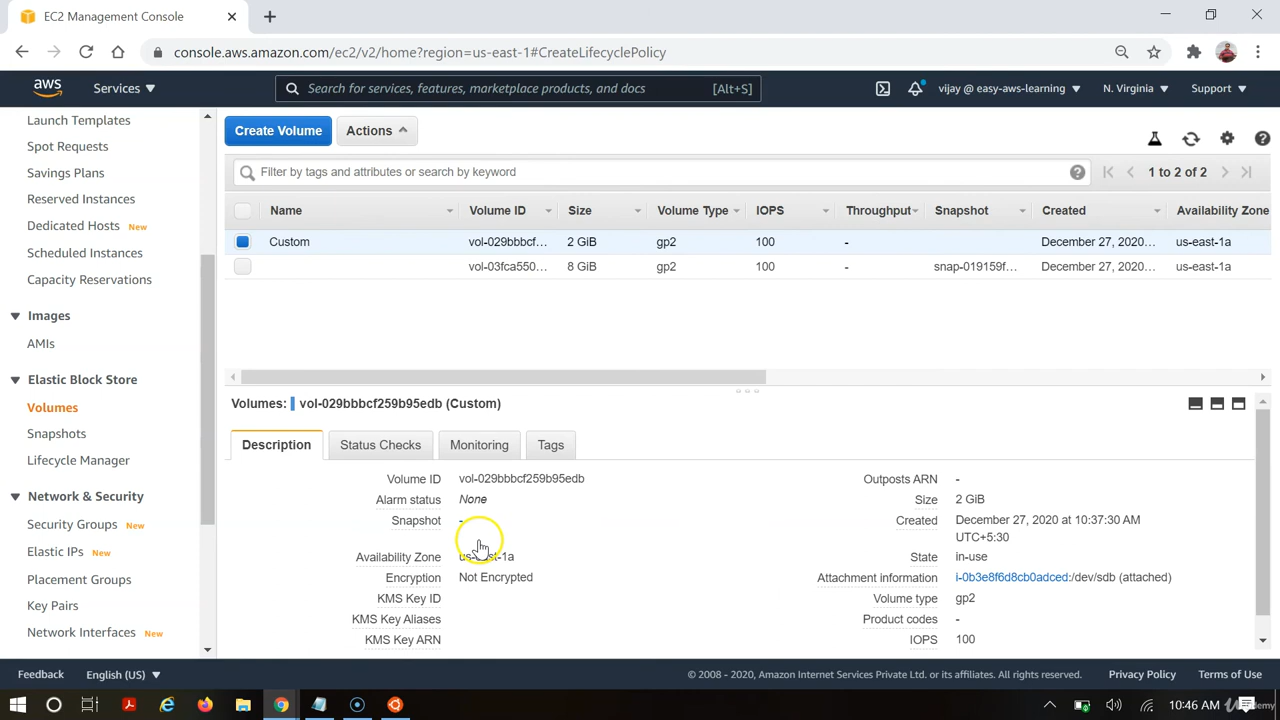 EC2 Management Console
console.aws.amazon.com/ec2/v2/home?region=us-east-1#CreateLifecyclePolicy
aws Services Search for services, features, marketplace products, and docs [Alt+S] vijay @ easy-aws-learning N. Virginia Support
Launch Templates
Spot Requests
Savings Plans
Reserved Instances
Dedicated Hosts New
Scheduled Instances
Capacity Reservations
Images
AMIs
Elastic Block Store
Volumes
Snapshots
Lifecycle Manager
Network & Security
Security Groups New
Elastic IPs New
Placement Groups
Key Pairs
Network Interfaces New
Create Volume Actions
Filter by tags and attributes or search by keyword 1 to 2 of 2
Name Volume ID Size Volume Type IOPS Throughput Snapshot Created Availability Zone
Custom vol-029bbbcf... 2 GiB gp2 100 - December 27, 2020... us-east-1a
vol-03fca550... 8 GiB gp2 100 - snap-019159f... December 27, 2020... us-east-1a
Volumes: vol-029bbbcf259b95edb (Custom)
Description Status Checks Monitoring Tags
Volume ID vol-029bbbcf259b95edb Outposts ARN -
Alarm status None Size 2 GiB
Snapshot - Created December 27, 2020 at 10:37:30 AM
UTC+5:30
Availability Zone us-east-1a State in-use
Encryption Not Encrypted Attachment information i-0b3e8f6d8cb0adced:/dev/sdb (attached)
KMS Key ID Volume type gp2
KMS Key Aliases Product codes -
KMS Key ARN IOPS 100
Feedback English (US) © 2008 - 2020, Amazon Internet Services Private Ltd. or its affiliates. All rights reserved. Privacy Policy Terms of Use
10:46 AM
Udemy